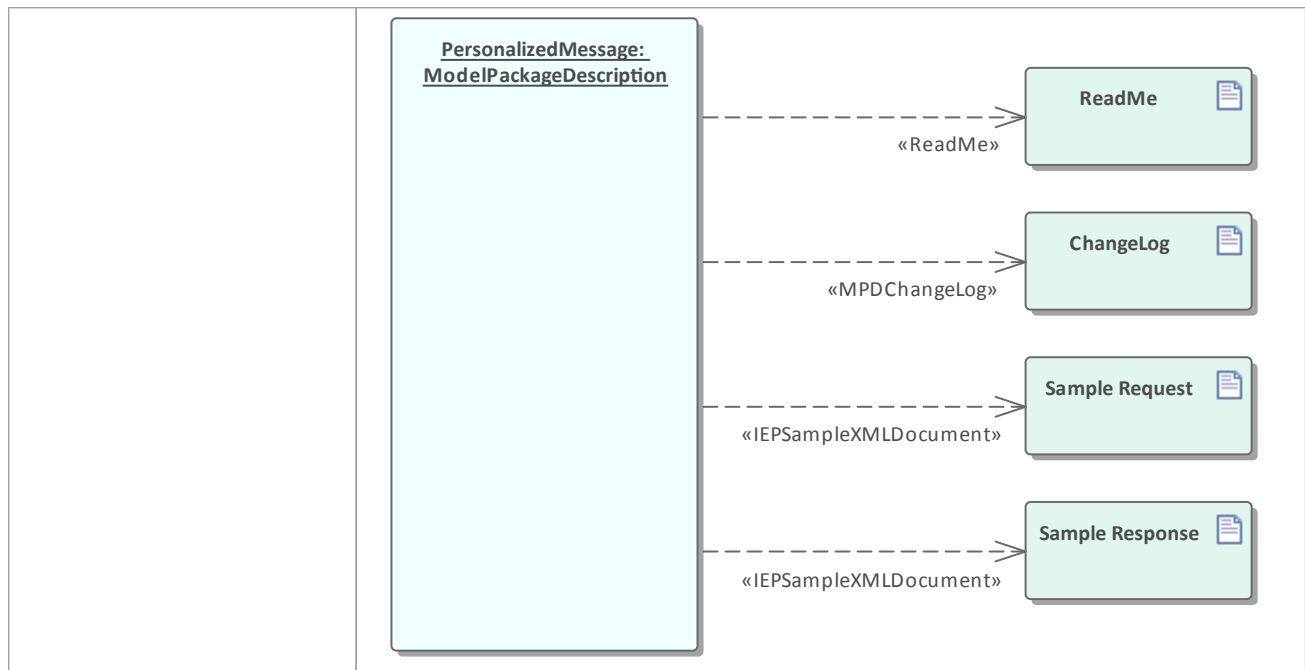 PersonalizedMessage:
ModelPackageDescription
ReadMe
«ReadMe»
ChangeLog
«MPDChangeLog»
Sample Request
«IEPSampleXMLDocument»
Sample Response
«IEPSampleXMLDocument»